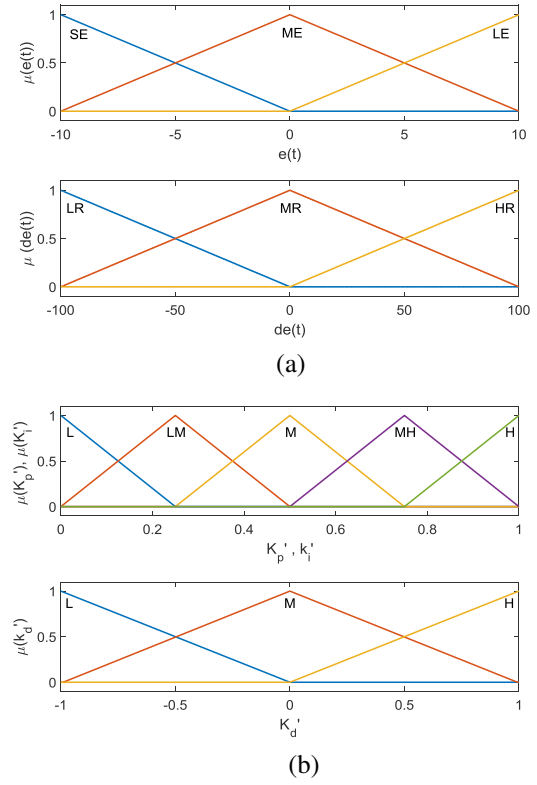 1
0.5
0
μ(e(t))
SE
ME
LE
-10 -5 0 5 10
e(t)
1
0.5
0
μ (de(t))
LR
MR
HR
-100 -50 0 50 100
de(t)
(a)
1
0.5
0
μ(Kp'), μ(Ki')
L
LM
M
MH
H
0 0.2 0.4 0.6 0.8 1
Kp' , ki'
1
0.5
0
μ(kd')
L
M
H
-1 -0.5 0 0.5 1
Kd'
(b)